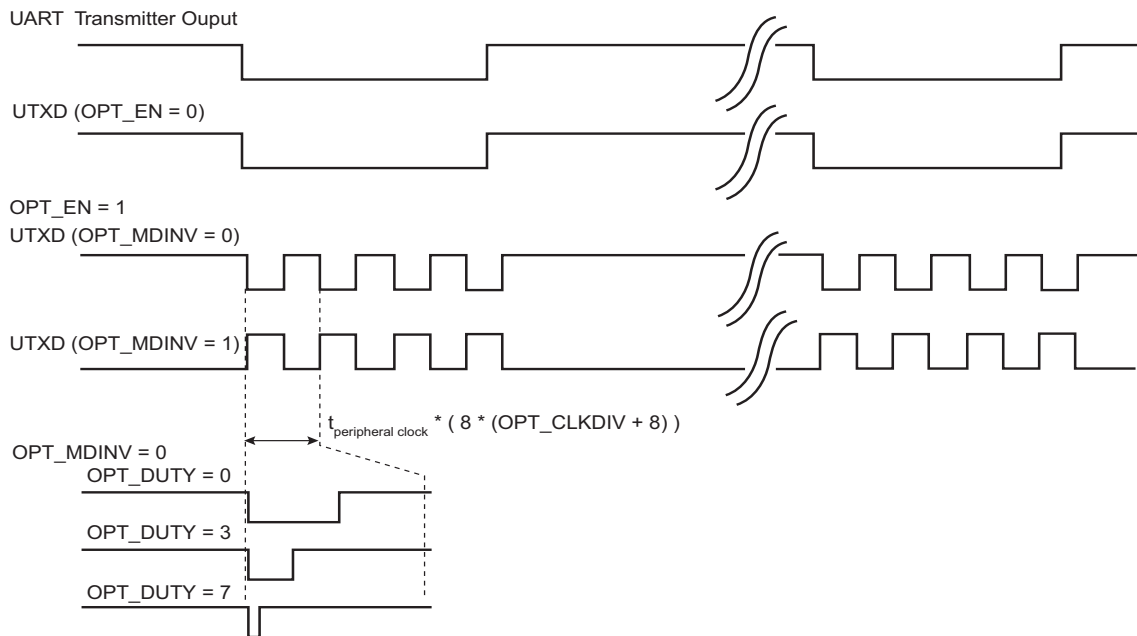 UART Transmitter Ouput
UTXD (OPT_EN = 0)
OPT_EN = 1
UTXD (OPT_MDINV = 0)
UTXD (OPT_MDINV = 1)
t peripheral clock * ( 8 * (OPT_CLKDIV + 8) )
OPT_MDINV = 0
OPT_DUTY = 0
OPT_DUTY = 3
OPT_DUTY = 7